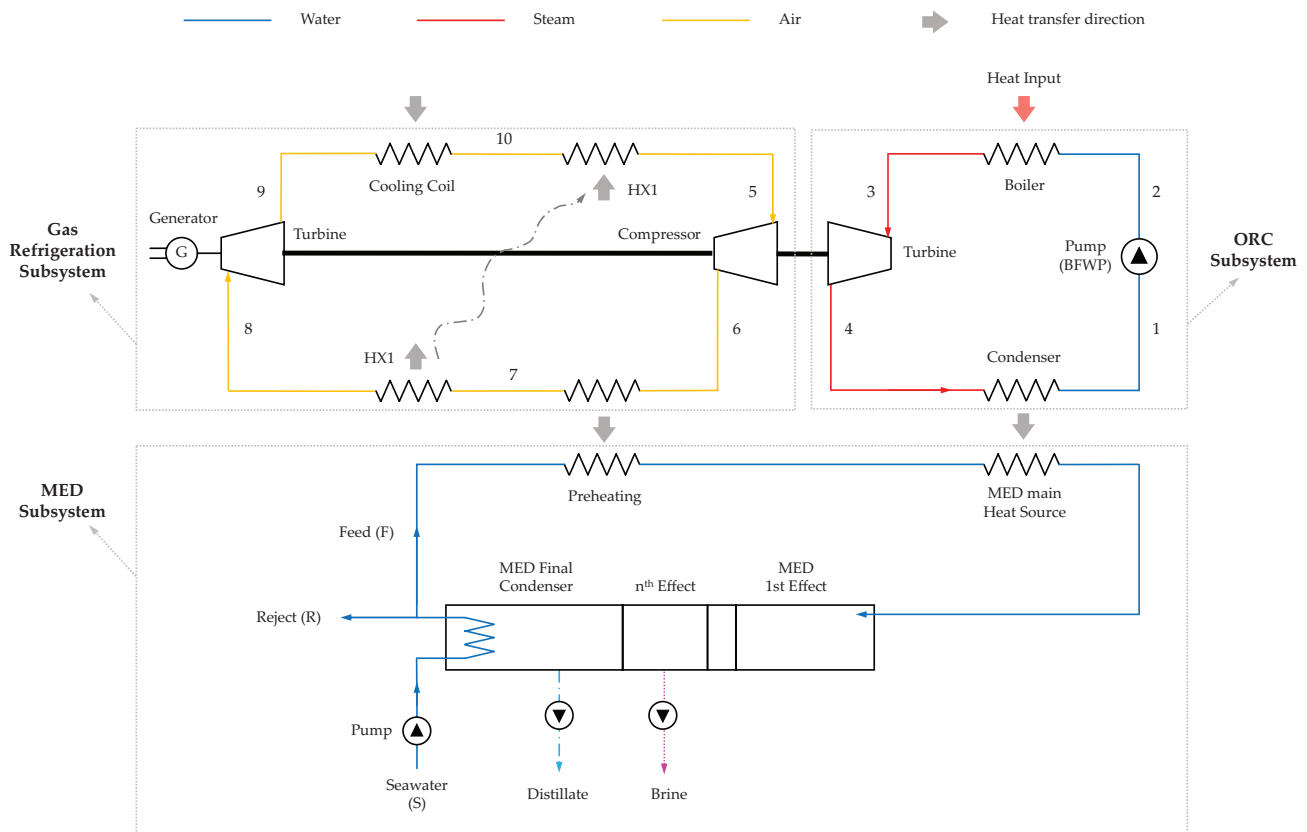 Water
Steam
Air
Heat transfer direction
Heat Input
10
Cooling Coil
HX1
Boiler
9
5
3
2
Generator
G
Turbine
Compressor
Turbine
Pump
(BFWP)
Gas
Refrigeration
Subsystem
ORC
Subsystem
8
6
4
1
HX1
7
Condenser
MED
Subsystem
Preheating
MED main
Heat Source
Feed (F)
MED Final
Condenser
nth Effect
MED
1st Effect
Reject (R)
Pump
Seawater
(S)
Distillate
Brine